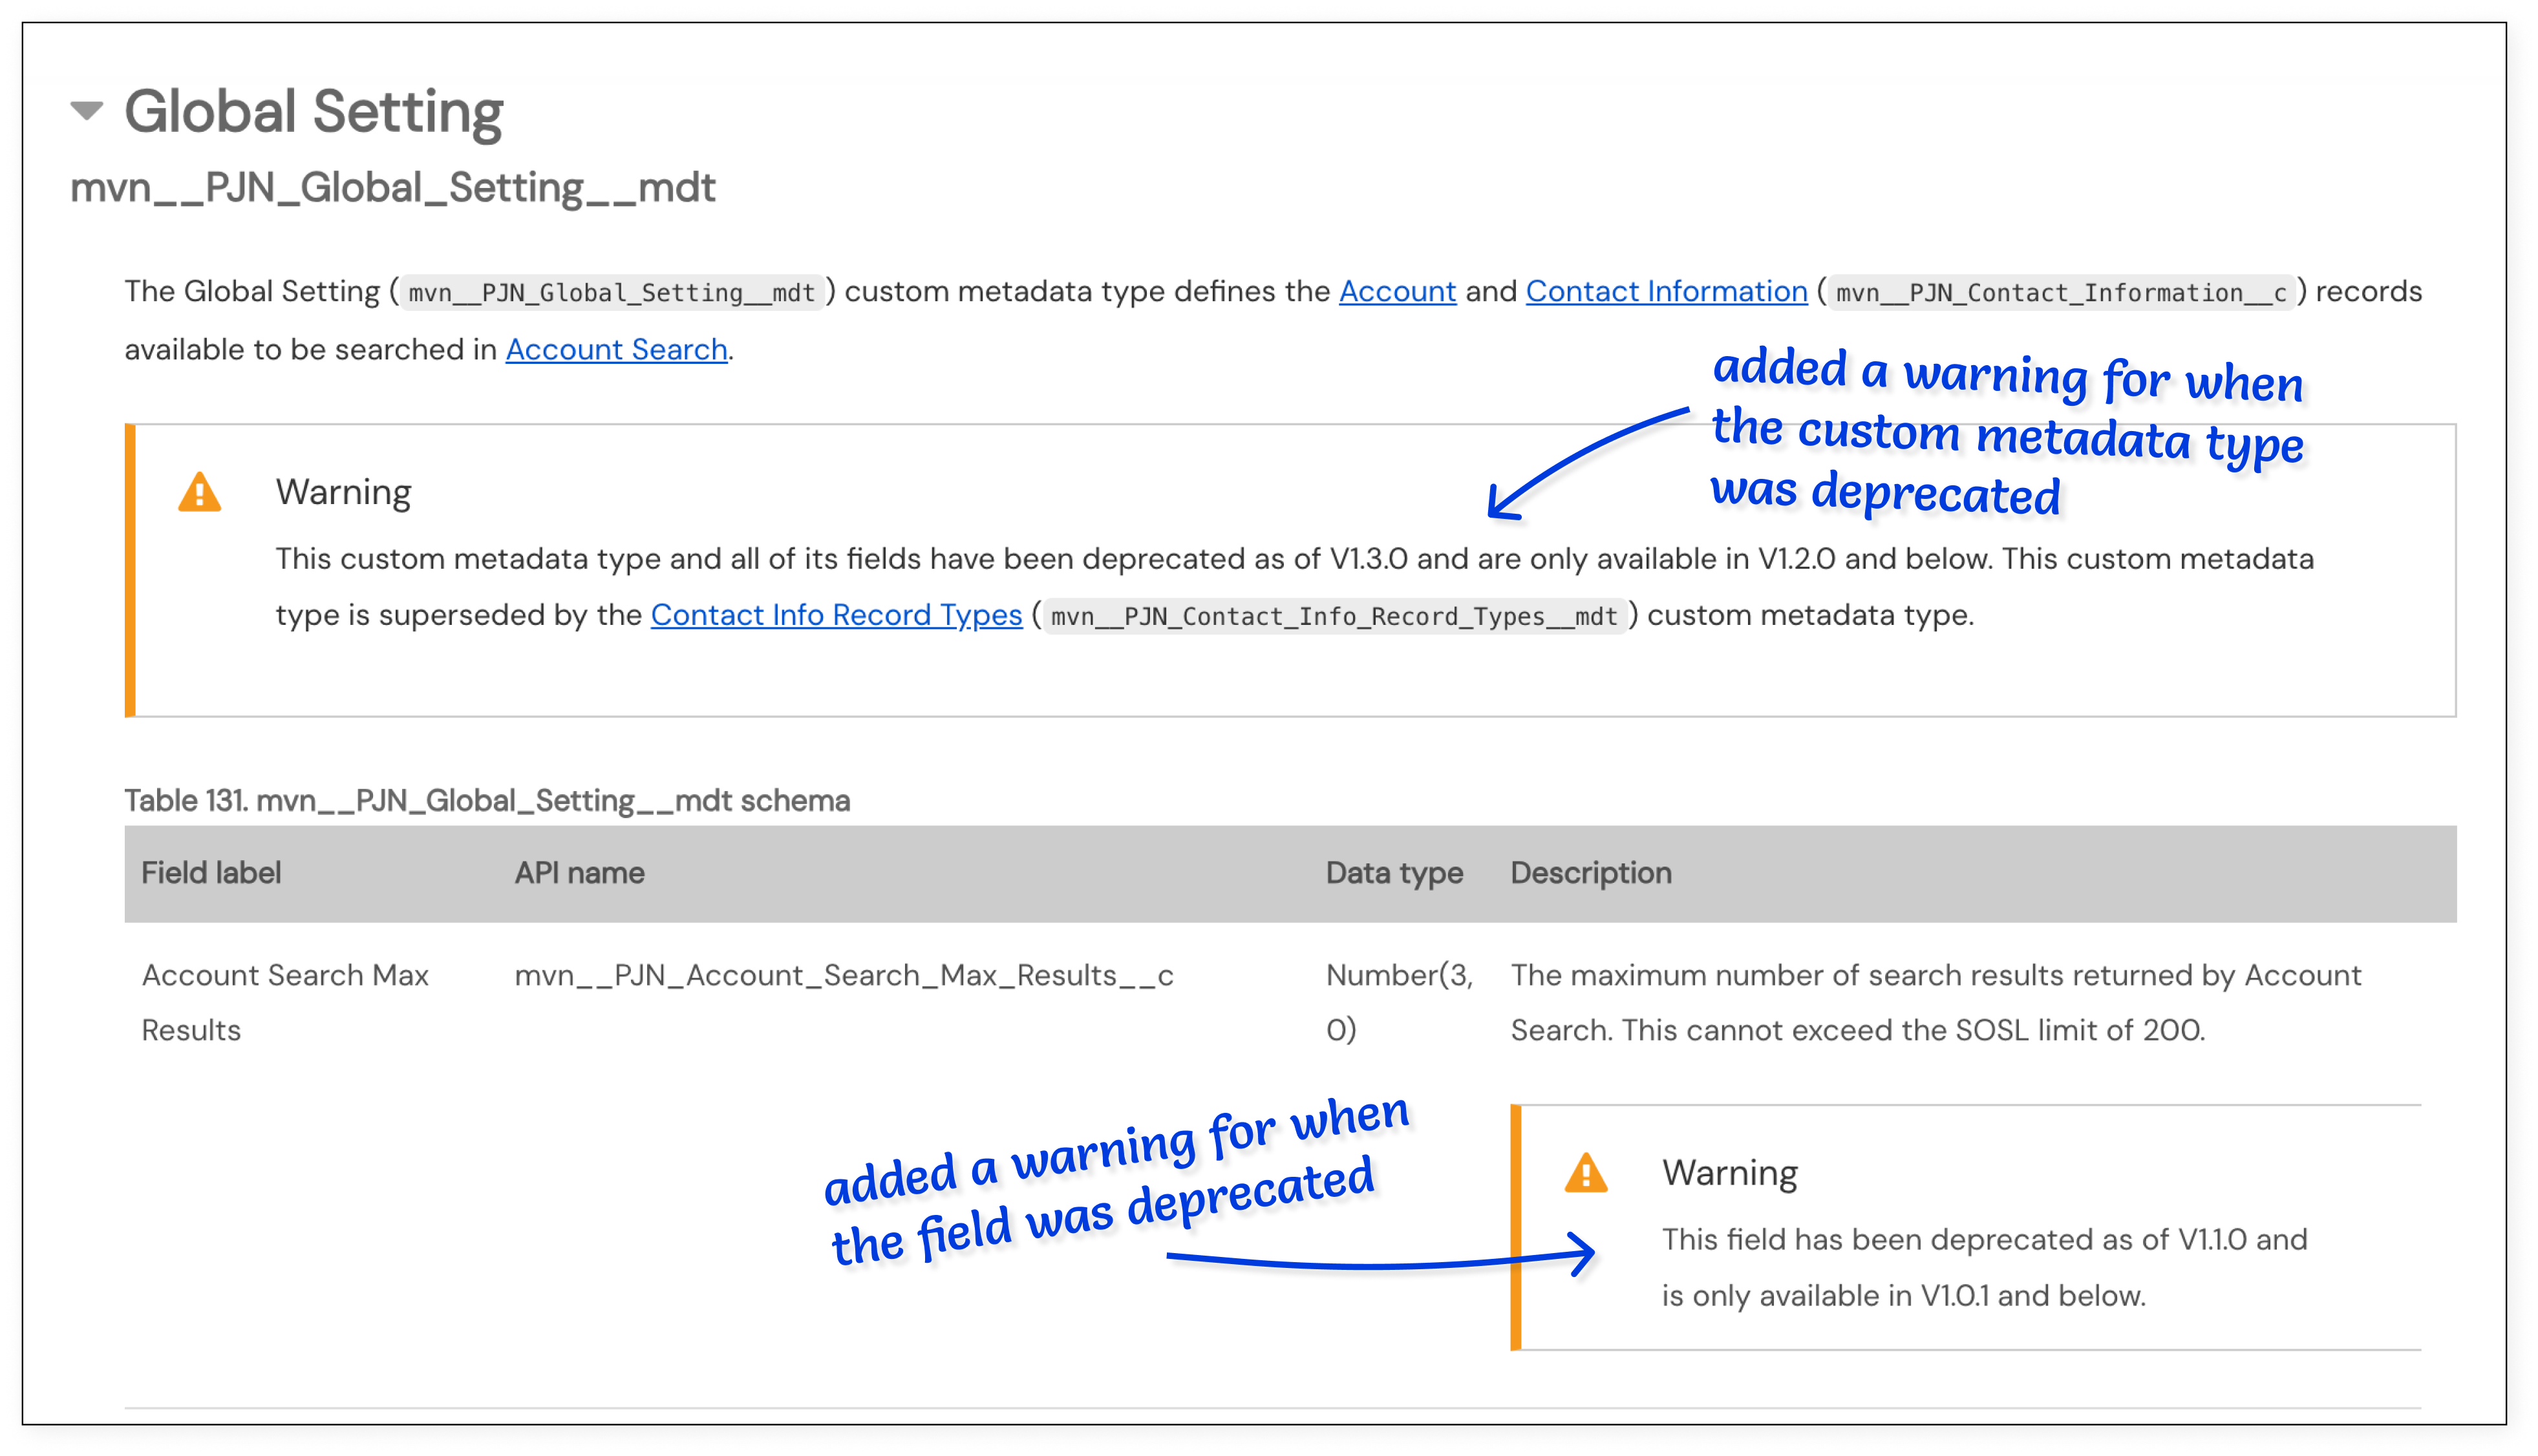 Global Setting
mvn__PJN_Global_Setting__mdt
The Global Setting (mvn__PJN_Global_Setting__mdt) custom metadata type defines the Account and Contact Information (mvn__PJN_Contact_Information__c) records
available to be searched in Account Search.
added a warning for when
the custom metadata type
was deprecated
Warning
This custom metadata type and all of its fields have been deprecated as of V1.3.0 and are only available in V1.2.0 and below. This custom metadata
type is superseded by the Contact Info Record Types (mvn__PJN_Contact_Info_Record_Types__mdt) custom metadata type.
Table 131. mvn__PJN_Global_Setting__mdt schema
Field label API name Data type Description
Account Search Max mvn__PJN_Account_Search_Max_Results__c Number(3, The maximum number of search results returned by Account
Results 0) Search. This cannot exceed the SOSL limit of 200.
added a warning for when
the field was deprecated
Warning
This field has been deprecated as of V1.1.0 and
is only available in V1.0.1 and below.